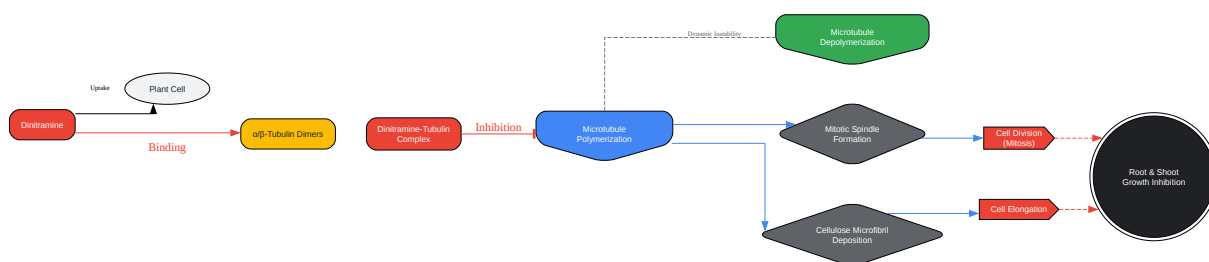 Dinitramine
Uptake
Plant Cell
Binding
α/β-Tubulin Dimers
Dinitramine-Tubulin
Complex
Inhibition
Microtubule
Polymerization
Dynamic Instability
Microtubule
Depolymerization
Mitotic Spindle
Formation
Cellulose Microfibril
Deposition
Cell Division
(Mitosis)
Cell Elongation
Root & Shoot
Growth Inhibition